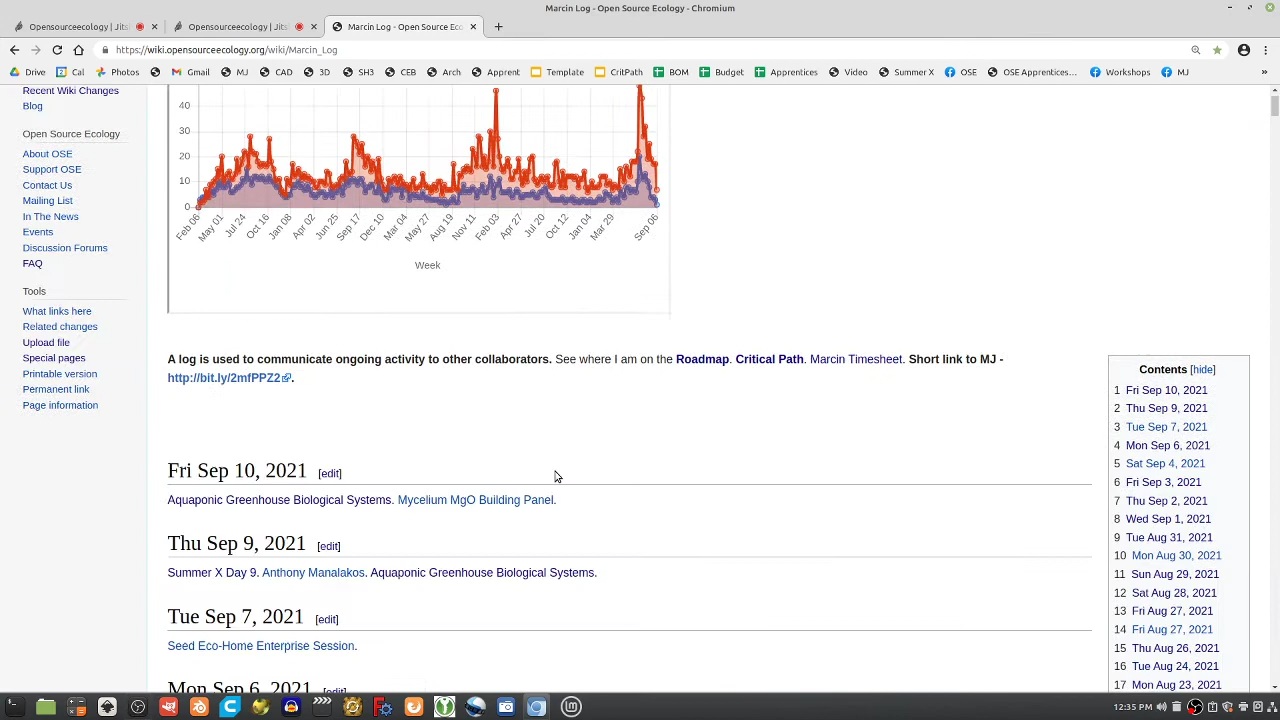 Marcin Log - Open Source Ecology - Chromium
Opensourceecology | Jits
Opensourceecology | Jits
Marcin Log - Open Source Eco
https://wiki.opensourceecology.org/wiki/Marcin_Log
Drive Cal Photos Gmail MJ CAD 3D SH3 CEB Arch Apprent Template CritPath BOM Budget Apprentices Video Summer X OSE OSE Apprentices... Workshops MJ »
Recent Wiki Changes
Blog
Open Source Ecology
About OSE
Support OSE
Contact Us
Mailing List
In The News
Events
Discussion Forums
FAQ
Tools
What links here
Related changes
Upload file
Special pages
Printable version
Permanent link
Page information
40
30
20
10
0
Feb 06 May 01 Jul 24 Oct 16 Jan 08 Apr 02 Jun 25 Sep 17 Dec 10 Mar 04 May 27 Aug 19 Nov 11 Feb 03 Apr 27 Jul 20 Oct 12 Jan 04 Mar 29 Sep 06
Week
A log is used to communicate ongoing activity to other collaborators. See where I am on the Roadmap. Critical Path. Marcin Timesheet. Short link to MJ -
http://bit.ly/2mfPPZ2.
Fri Sep 10, 2021 [edit]
Aquaponic Greenhouse Biological Systems. Mycelium MgO Building Panel.
Thu Sep 9, 2021 [edit]
Summer X Day 9. Anthony Manalakos. Aquaponic Greenhouse Biological Systems.
Tue Sep 7, 2021 [edit]
Seed Eco-Home Enterprise Session.
Mon Sep 6, 2021 [edit]
Contents [hide]
1 Fri Sep 10, 2021
2 Thu Sep 9, 2021
3 Tue Sep 7, 2021
4 Mon Sep 6, 2021
5 Sat Sep 4, 2021
6 Fri Sep 3, 2021
7 Thu Sep 2, 2021
8 Wed Sep 1, 2021
9 Tue Aug 31, 2021
10 Mon Aug 30, 2021
11 Sun Aug 29, 2021
12 Sat Aug 28, 2021
13 Fri Aug 27, 2021
14 Fri Aug 27, 2021
15 Thu Aug 26, 2021
16 Tue Aug 24, 2021
17 Mon Aug 23, 2021
12:35 PM